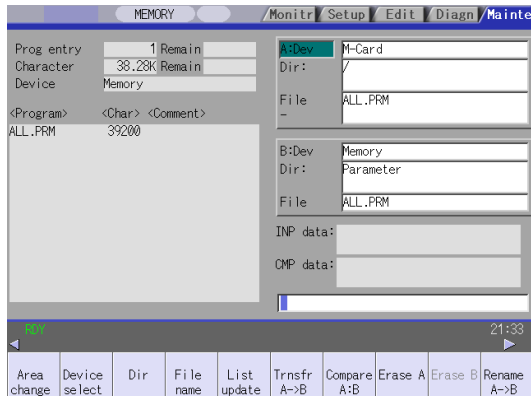 MEMORY
Monitr Setup Edit Diagn Mainte
Prog entry 1 Remain
Character 38.28K Remain
Device Memory
<Program> <Char> <Comment>
ALL.PRM 39200
A:Dev M-Card
Dir: /
File ALL.PRM
-
B:Dev Memory
Dir: Parameter
File ALL.PRM
INP data:
CMP data:
RDY 21:33
Area change
Device select
Dir
File name
List update
Trnsfr A->B
Compare A:B
Erase A
Erase B
Rename A->B